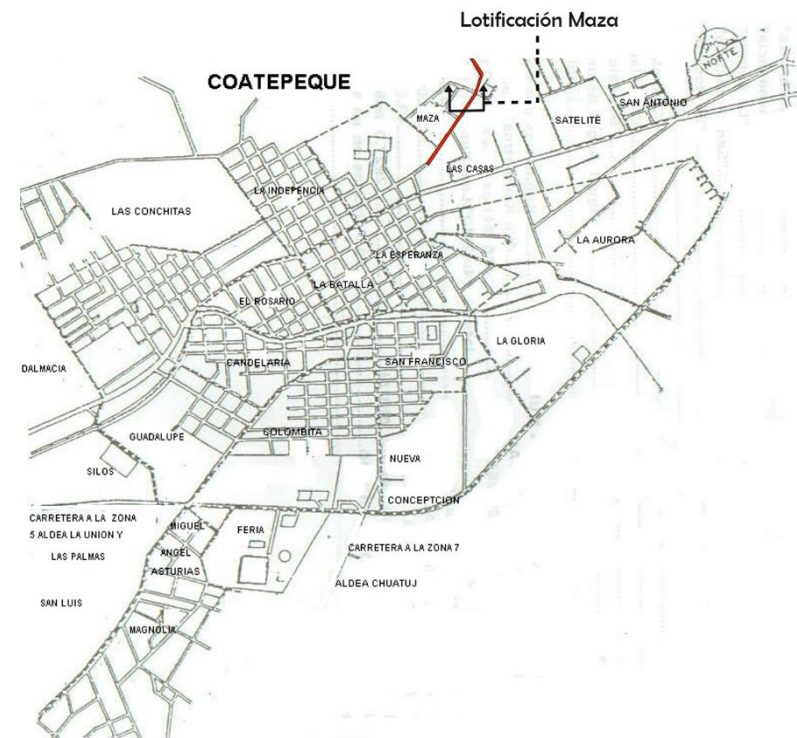 Lotificación Maza
NORTE
COATEPEQUE
SAN ANTONIO
MAZA
SATELITE
LAS CASAS
LA INDEPENCIA
LAS CONCHITAS
LA AURORA
LA ESPERANZA
LA BATALLA
EL ROSARIO
LA GLORIA
CANDELARIA
SAN FRANCISCO
DALMACIA
GUADALUPE
COLOMBITA
SILOS
NUEVA
CONCEPTCION
CARRETERA A LA ZONA
5 ALDEA LA UNION Y
LAS PALMAS
MIGUEL
ANGEL
ASTURIAS
FERIA
CARRETERA A LA ZONA 7
ALDEA CHUATUJ
SAN LUIS
MAGNOLIA